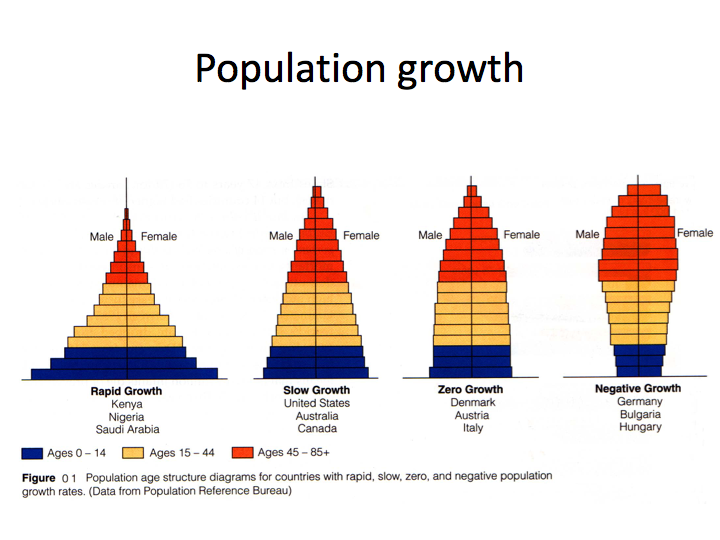 Population growth
Male Female
Male Female
Male Female
Male Female
Rapid Growth
Kenya
Nigeria
Saudi Arabia
Slow Growth
United States
Australia
Canada
Zero Growth
Denmark
Austria
Italy
Negative Growth
Germany
Bulgaria
Hungary
Ages 0 – 14 Ages 15 – 44 Ages 45 – 85+
Figure 0 1 Population age structure diagrams for countries with rapid, slow, zero, and negative population
growth rates. (Data from Population Reference Bureau)